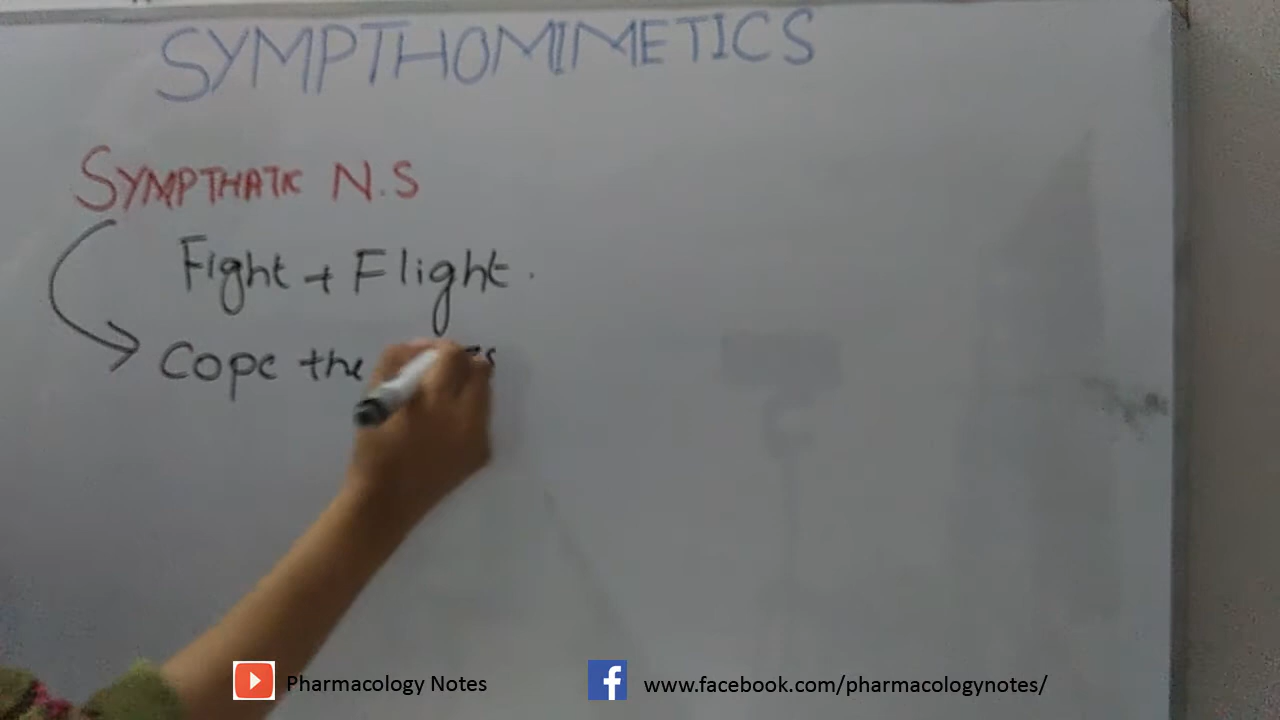 SYMPTHOMIMETICS
SYMPTHATIC N.S
Fight + Flight.
Cope the
Pharmacology Notes
www.facebook.com/pharmacologynotes/